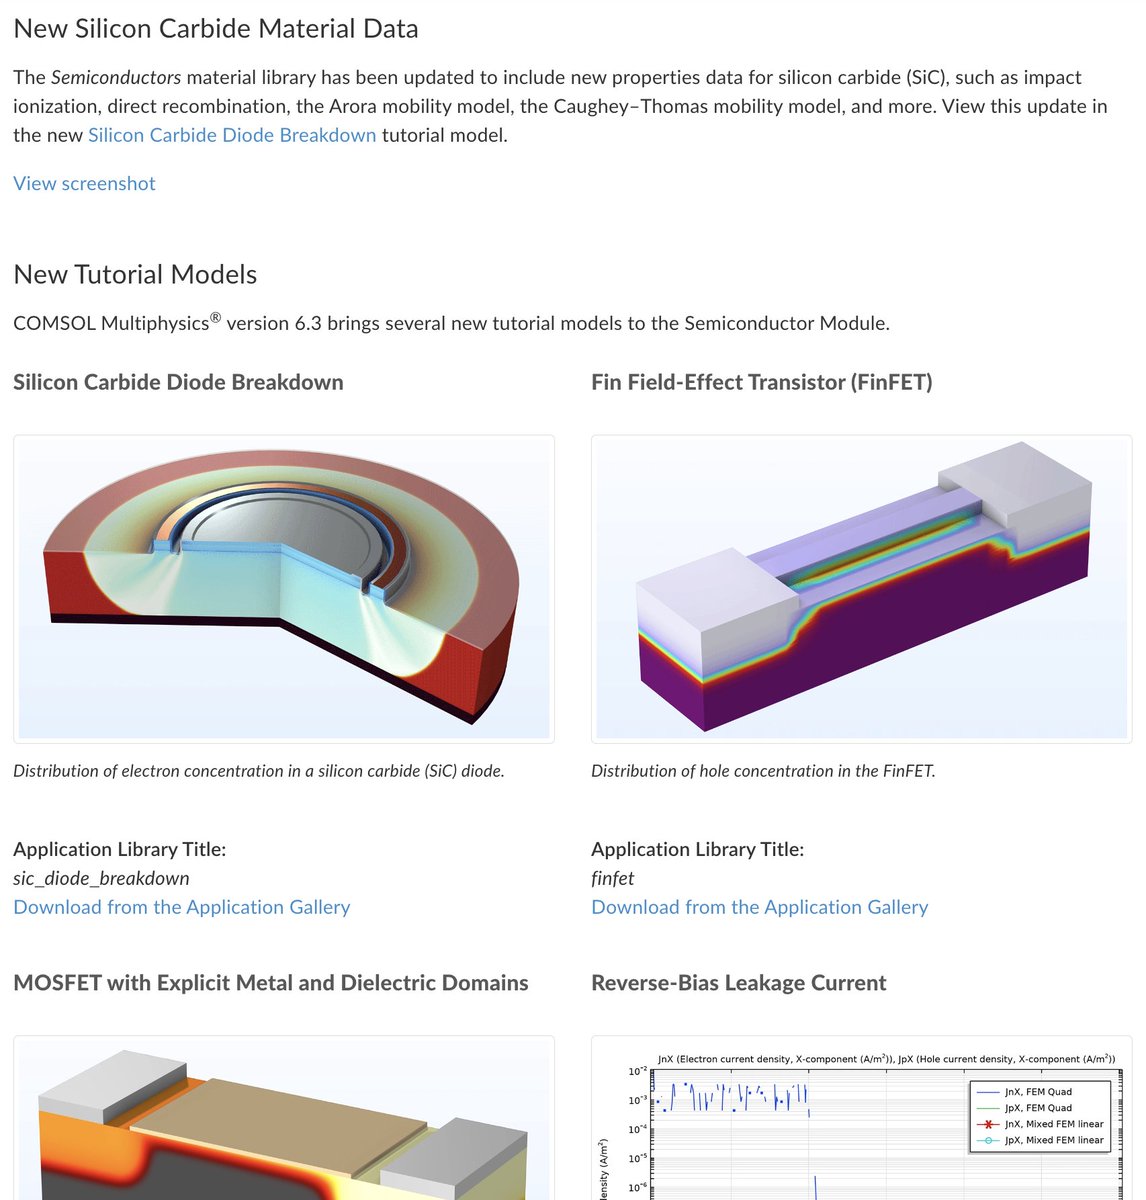 New Silicon Carbide Material Data
The Semiconductors material library has been updated to include new properties data for silicon carbide (SiC), such as impact
ionization, direct recombination, the Arora mobility model, the Caughey–Thomas mobility model, and more. View this update in
the new Silicon Carbide Diode Breakdown tutorial model.
View screenshot
New Tutorial Models
COMSOL Multiphysics® version 6.3 brings several new tutorial models to the Semiconductor Module.
Silicon Carbide Diode Breakdown
Distribution of electron concentration in a silicon carbide (SiC) diode.
Application Library Title:
sic_diode_breakdown
Download from the Application Gallery
Fin Field-Effect Transistor (FinFET)
Distribution of hole concentration in the FinFET.
Application Library Title:
finfet
Download from the Application Gallery
MOSFET with Explicit Metal and Dielectric Domains
Reverse-Bias Leakage Current
JnX (Electron current density, X-component (A/m²)), JpX (Hole current density, X-component (A/m²))
10⁻²
10⁻³
10⁻⁴
10⁻⁵
10⁻⁶
(A/m²)
JnX, FEM Quad
JpX, FEM Quad
JnX, Mixed FEM linear
JpX, Mixed FEM linear